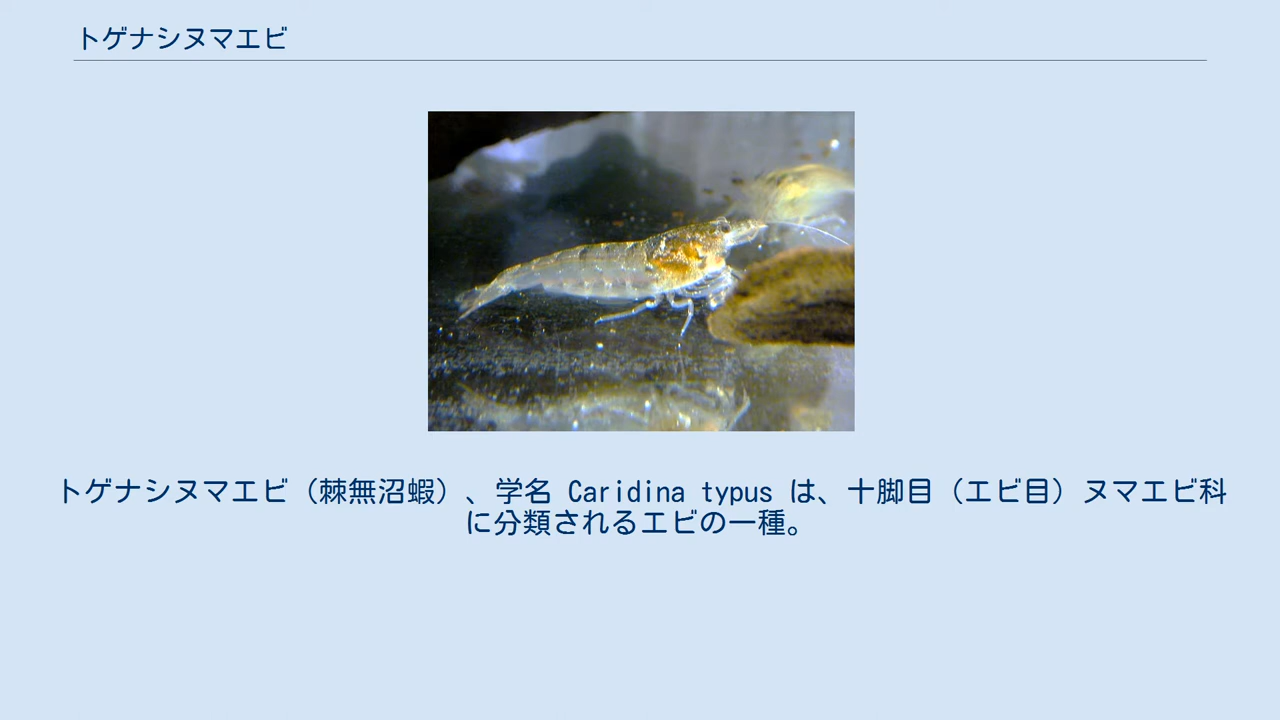 トゲナシヌマエビ
トゲナシヌマエビ（棘無沼蝦）、学名 Caridina typus は、十脚目（エビ目）ヌマエビ科
に分類されるエビの一種。